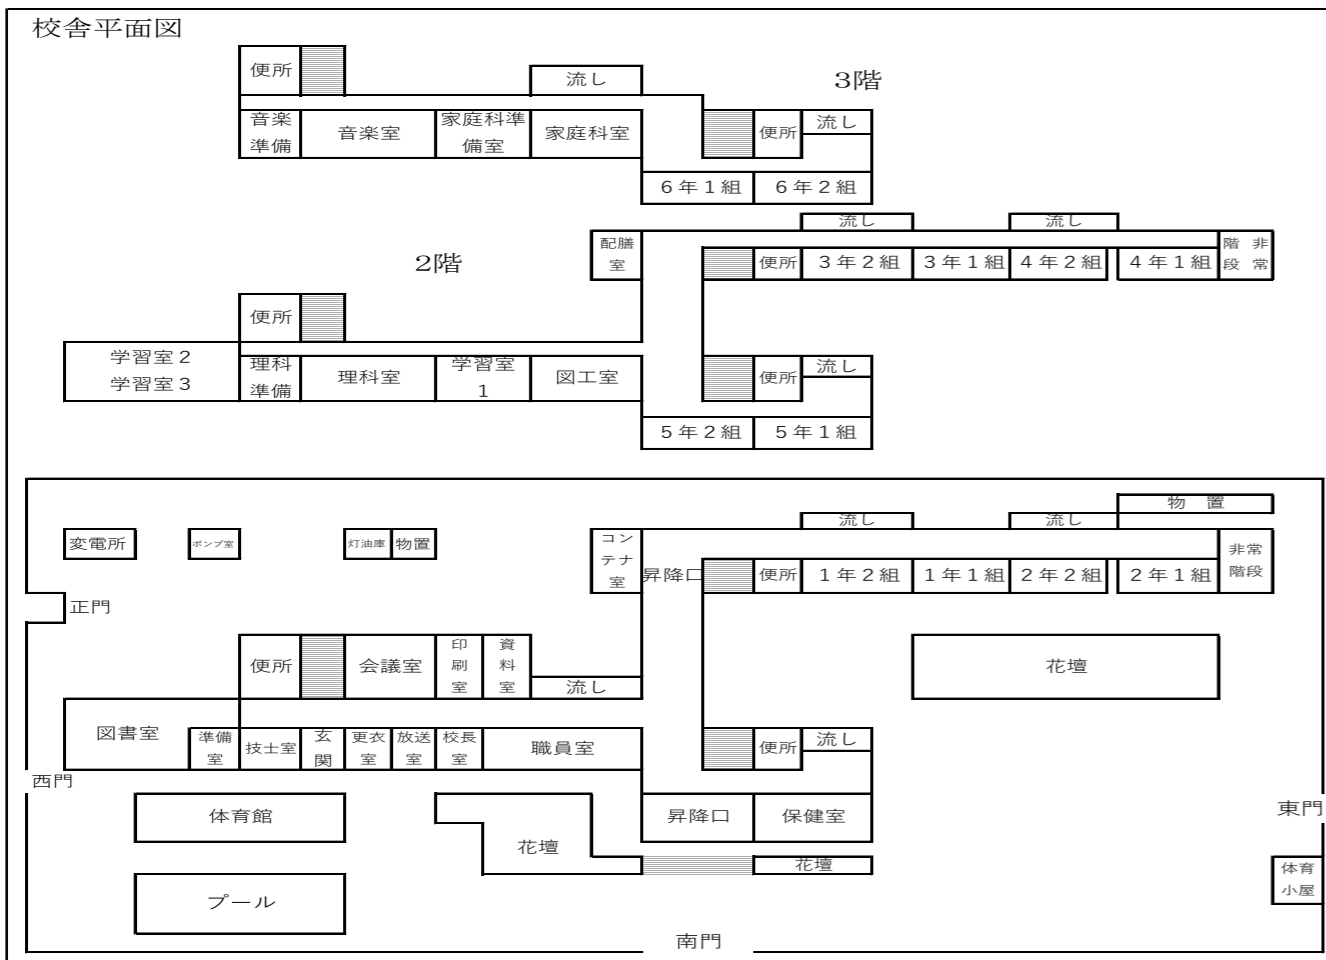 校舎平面図
3階
便所
流し
音楽
準備
音楽室
家庭科準
備室
家庭科室
便所
流し
６年１組
６年２組
2階
配膳
室
流し
流し
便所
３年２組
３年１組
４年２組
４年１組
階 非
段 常
便所
学習室２
学習室３
理科
準備
理科室
学習室
１
図工室
便所
流し
５年２組
５年１組
物 置
変電所
ポンプ室
灯油庫
物置
コン
テナ
室
昇降口
流し
流し
便所
１年２組
１年１組
２年２組
２年１組
非常
階段
正門
便所
会議室
印
刷
室
資
料
室
流し
花壇
図書室
準備
室
技士室
玄
関
更衣
室
放送
室
校長
室
職員室
便所
流し
西門
体育館
花壇
昇降口
保健室
花壇
東門
体育
小屋
プール
南門